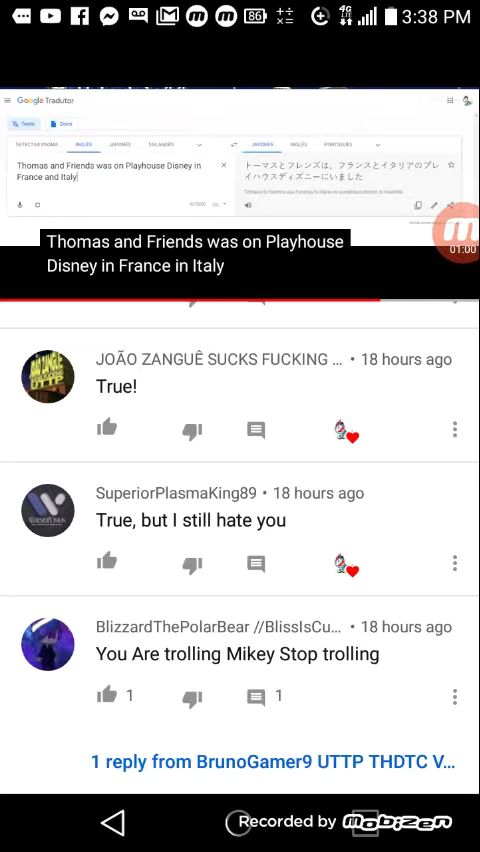 86
4G
3:38 PM
Google Tradutor
Texto
Docs
DETECTAR IDIOMA
INGLÊS
JAPONÊS
TAILANDÊS
JAPONÊS
INGLÊS
PORTUGUÊS
Thomas and Friends was on Playhouse Disney in
France and Italy
トーマスとフレンズは、フランスとイタリアのプレ
イハウスディズニーにいました
01:00
Thomas and Friends was on Playhouse
Disney in France in Italy
JOÃO ZANGUÊ SUCKS FUCKING ... • 18 hours ago
True!
SuperiorPlasmaKing89 • 18 hours ago
True, but I still hate you
BlizzardThePolarBear //BlissIsCu... • 18 hours ago
You Are trolling Mikey Stop trolling
1
1
1 reply from BrunoGamer9 UTTP THDTC V...
Recorded by Mobizen